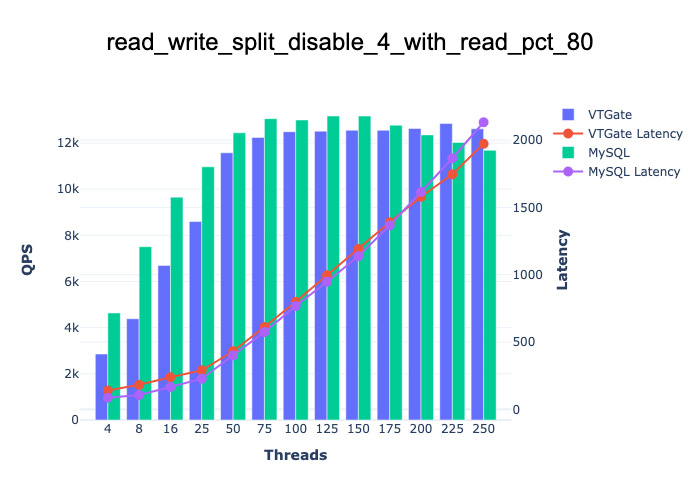 read_write_split_disable_4_with_read_pct_80
12k
10k
8k
6k
4k
2k
0
QPS
2000
1500
1000
500
0
Latency
4 8 16 25 50 75 100 125 150 175 200 225 250
Threads
VTGate
VTGate Latency
MySQL
MySQL Latency